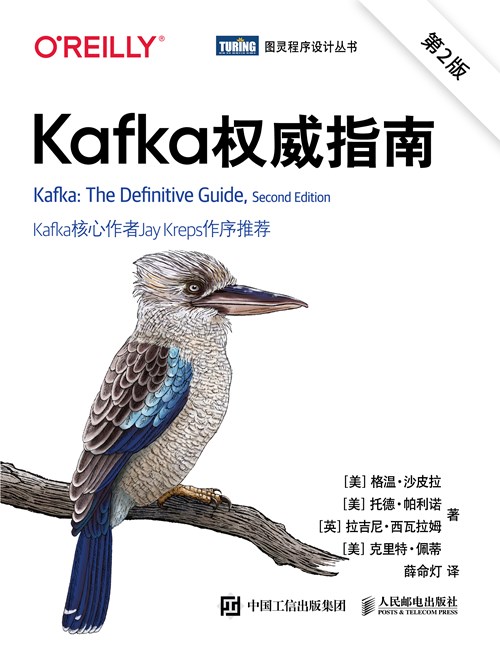 O'REILLY®
TURING 图灵程序设计丛书
第2版
Kafka权威指南
Kafka: The Definitive Guide, Second Edition
Kafka核心作者Jay Kreps作序推荐
[美] 格温·沙皮拉
[美] 托德·帕利诺
[英] 拉吉尼·西瓦拉姆
著
[美] 克里特·佩蒂
薛命灯 译
中国工信出版集团
人民邮电出版社
POSTS & TELECOM PRESS